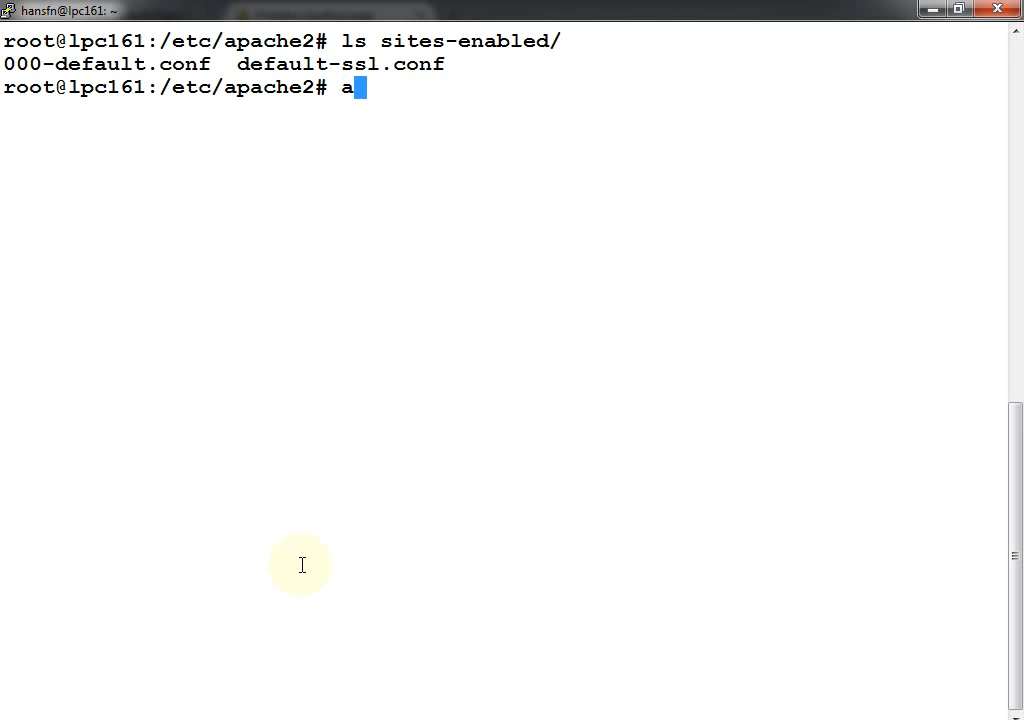 hansfn@lpc161: ~
root@lpc161:/etc/apache2# ls sites-enabled/
000-default.conf  default-ssl.conf
root@lpc161:/etc/apache2# a